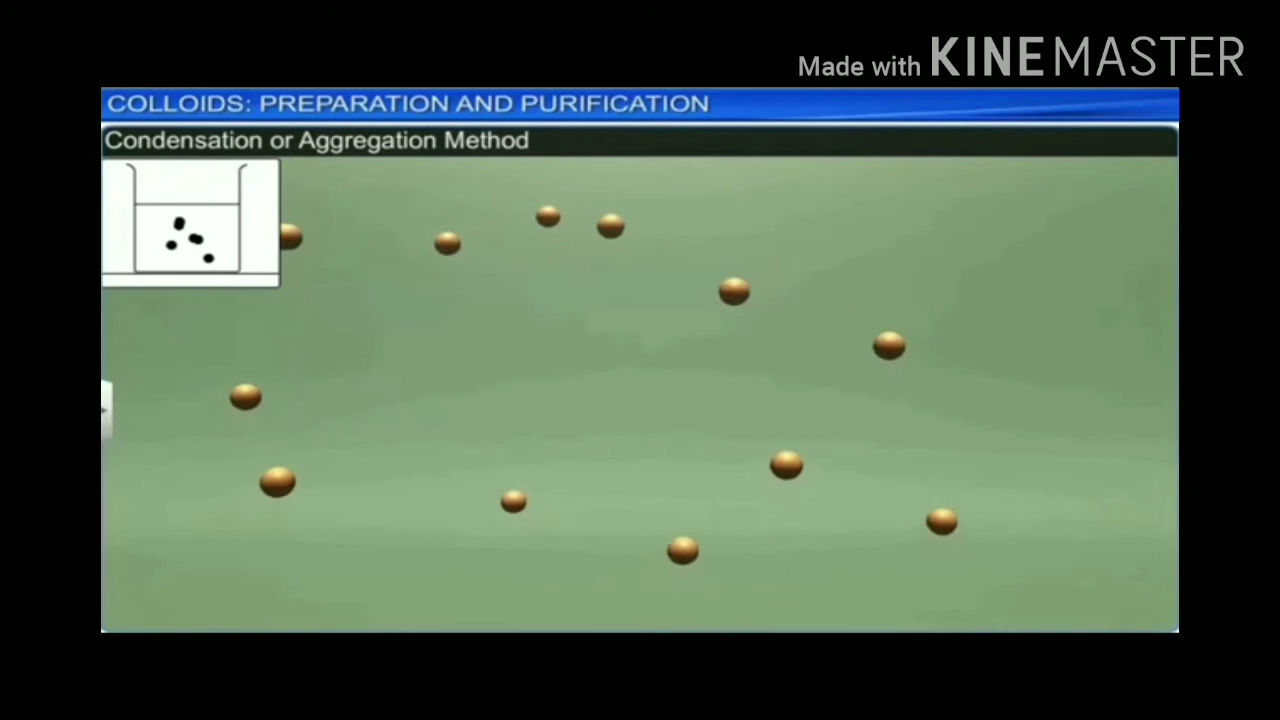 Made with KINEMASTER
COLLOIDS: PREPARATION AND PURIFICATION
Condensation or Aggregation Method